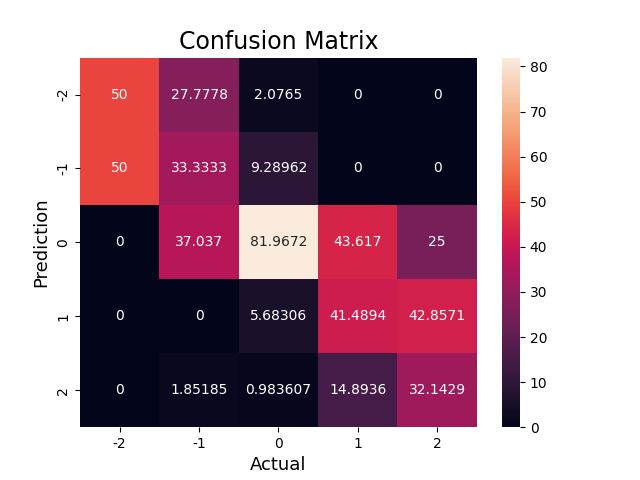 Confusion Matrix
-2 50 27.7778 2.0765 0 0
-1 50 33.3333 9.28962 0 0
0 0 37.037 81.9672 43.617 25
1 0 0 5.68306 41.4894 42.8571
2 0 1.85185 0.983607 14.8936 32.1429
-2 -1 0 1 2
Prediction
Actual
80
70
60
50
40
30
20
10
0